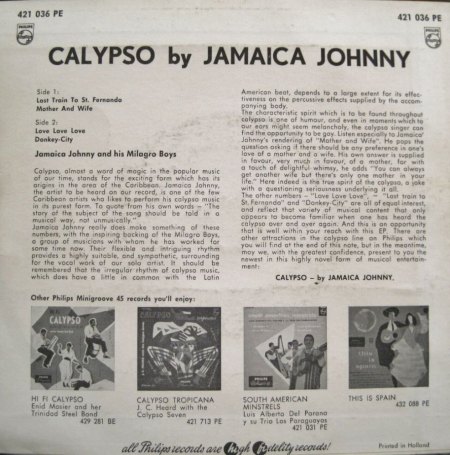 421 036 PE
421 036 PE
PHILIPS
PHILIPS
CALYPSO by JAMAICA JOHNNY
Side 1:
Lost Train To St. Fernando
Mother And Wife
Side 2:
Love Love Love
Donkey-City
Jamaica Johnny and his Milagro Boys
Calypso, almost a word of magic in the popular music
of our time, stands for the exciting form which has its
origins in the area of the Caribbean. Jamaica Johnny,
the artist to be heard on our record, is one of the few
Caribbean artists who likes to perform his calypso music
in its purest form. To quote from his own words – "The
story of the subject of the song should be told in a
musical way, not unmusically."
Jamaica Johnny really does make something of these
numbers, with the inspiring backing of the Milagro Boys,
a group of musicians with whom he has worked for
some time now. Their flexible and intriguing rhythm
provides a highly suitable, and sympathetic, surrounding
for the vocal work of our solo artist. It should be
remembered that the irregular rhythm of calypso music,
which does have a little in common with the Latin
American beat, depends to a large extent for its effec-
tiveness on the percussive effects supplied by the accom-
panying body.
The characteristic spirit which is to be found throughout
calypso is one of humour, and even in moments which to
our ears might seem melancholy, the calypso singer can
find the opportunity to be gay. Listen especially to Jamaica
Johnny's rendering of "Mother and Wife". He pops the
question asking if there should be any preference in one's
love of a mother and a wife. His own answer is supplied
in favour, very much in favour, of a mother, for with
a touch of delightful whimsy, he adds "You can always
get another wife but there's only one mother in your
life." Here indeed is the true spirit of the calypso, a joke
with a questioning seriousness underlying it all.
The other numbers "Love Love Love", – "Lost train to
St. Fernando" and "Donkey City" are all of equal interest,
and reflect that variety of musical content that only
appears to become familiar when one has heard the
calypso over and over again. And this is an opportunity
that is well within your reach with this EP. There are
other attractions in the calypso line on Philips which
you will find at the end of this note, but in the meantime,
may we, with the greatest confidence, present to you the
newest in this highly novel form of musical entertain-
ment:
CALYPSO – by JAMAICA JOHNNY.
Other Philips Minigroove 45 records you'll enjoy:
CALYPSO
CALYPSO
HI FI CALYPSO
Enid Mosier and her
Trinidad Steel Band
429 281 BE
CALYPSO TROPICANA
J. C. Heard with the
Calypso Seven
421 713 PE
SOUTH AMERICAN
MINSTRELS
Luis Alberto Del Parana
y su Trio Los Paraguayos
421 031 PE
THIS IS SPAIN
432 088 PE
all Philips records are High Fidelity records!
Printed in Holland